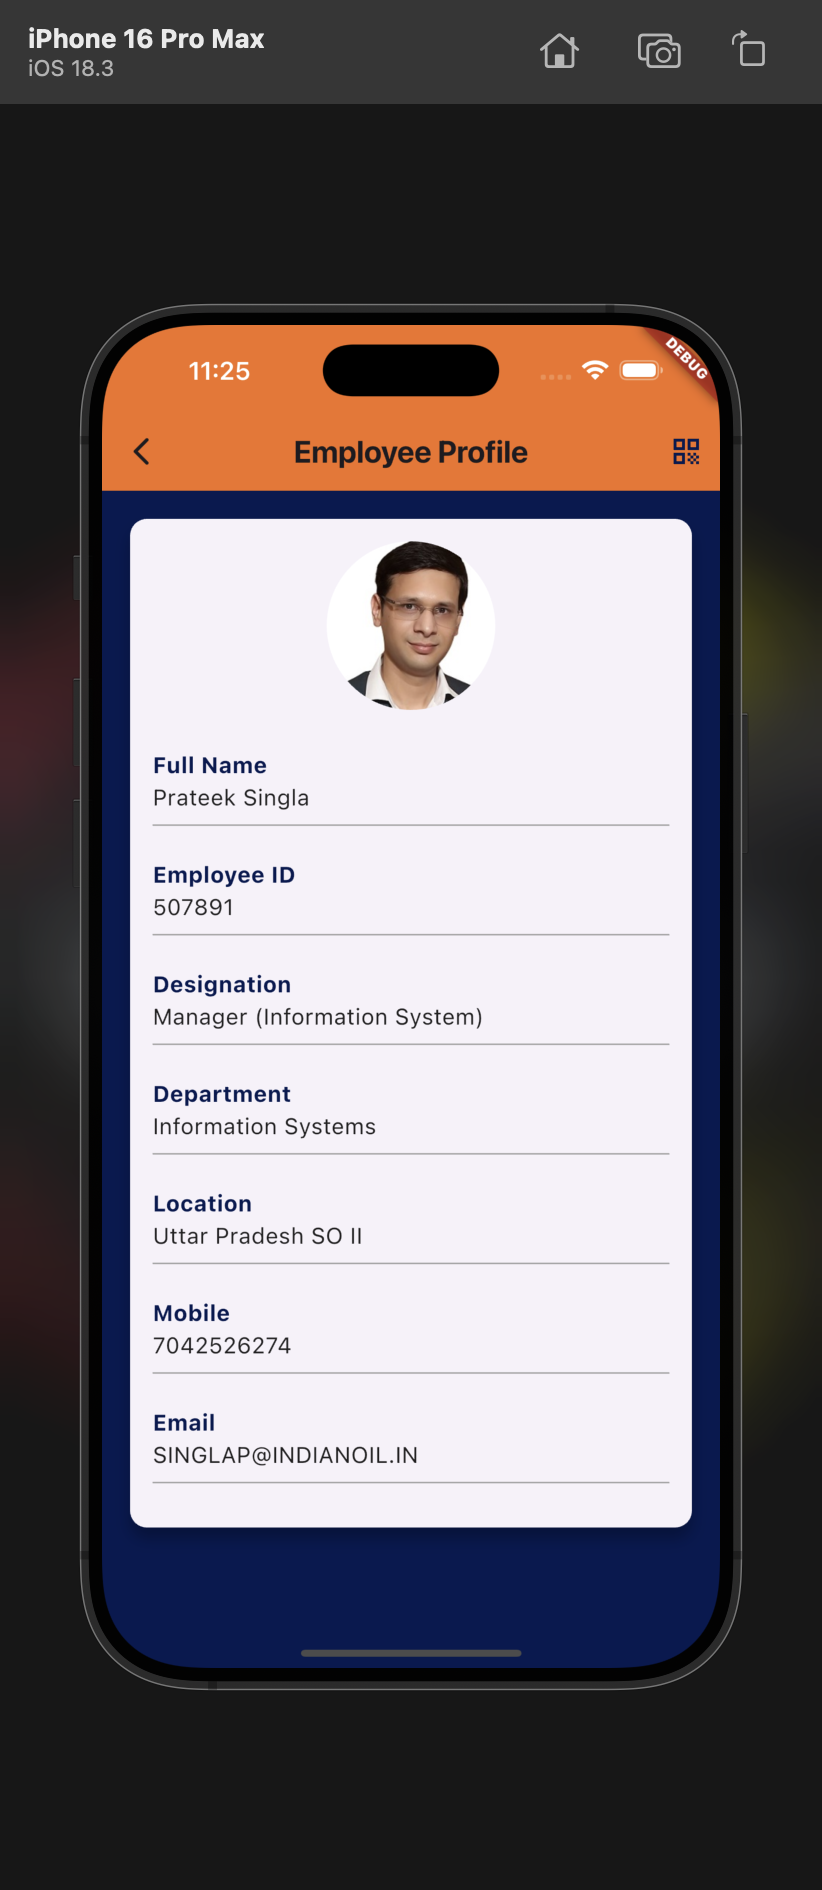 iPhone 16 Pro Max
iOS 18.3
11:25
DEBUG
Employee Profile
Full Name
Prateek Singla
Employee ID
507891
Designation
Manager (Information System)
Department
Information Systems
Location
Uttar Pradesh SO II
Mobile
7042526274
Email
SINGLAP@INDIANOIL.IN